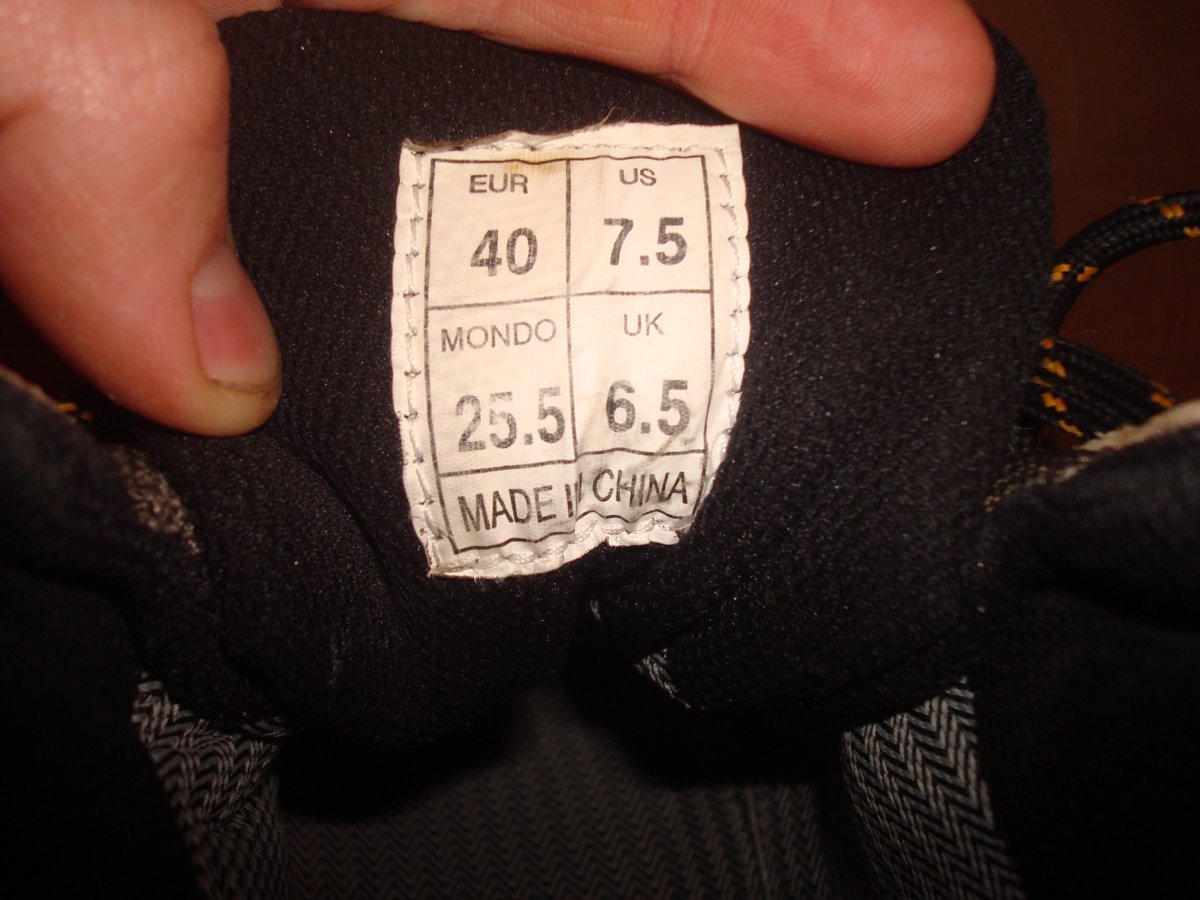 EUR US
40 7.5
MONDO UK
25.5 6.5
MADE IN CHINA